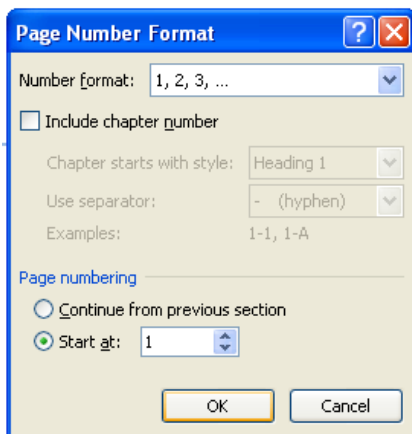 Page Number Format
Number format: 1, 2, 3, ...
Include chapter number
Chapter starts with style: Heading 1
Use separator: - (hyphen)
Examples: 1-1, 1-A
Page numbering
Continue from previous section
Start at: 1
OK Cancel